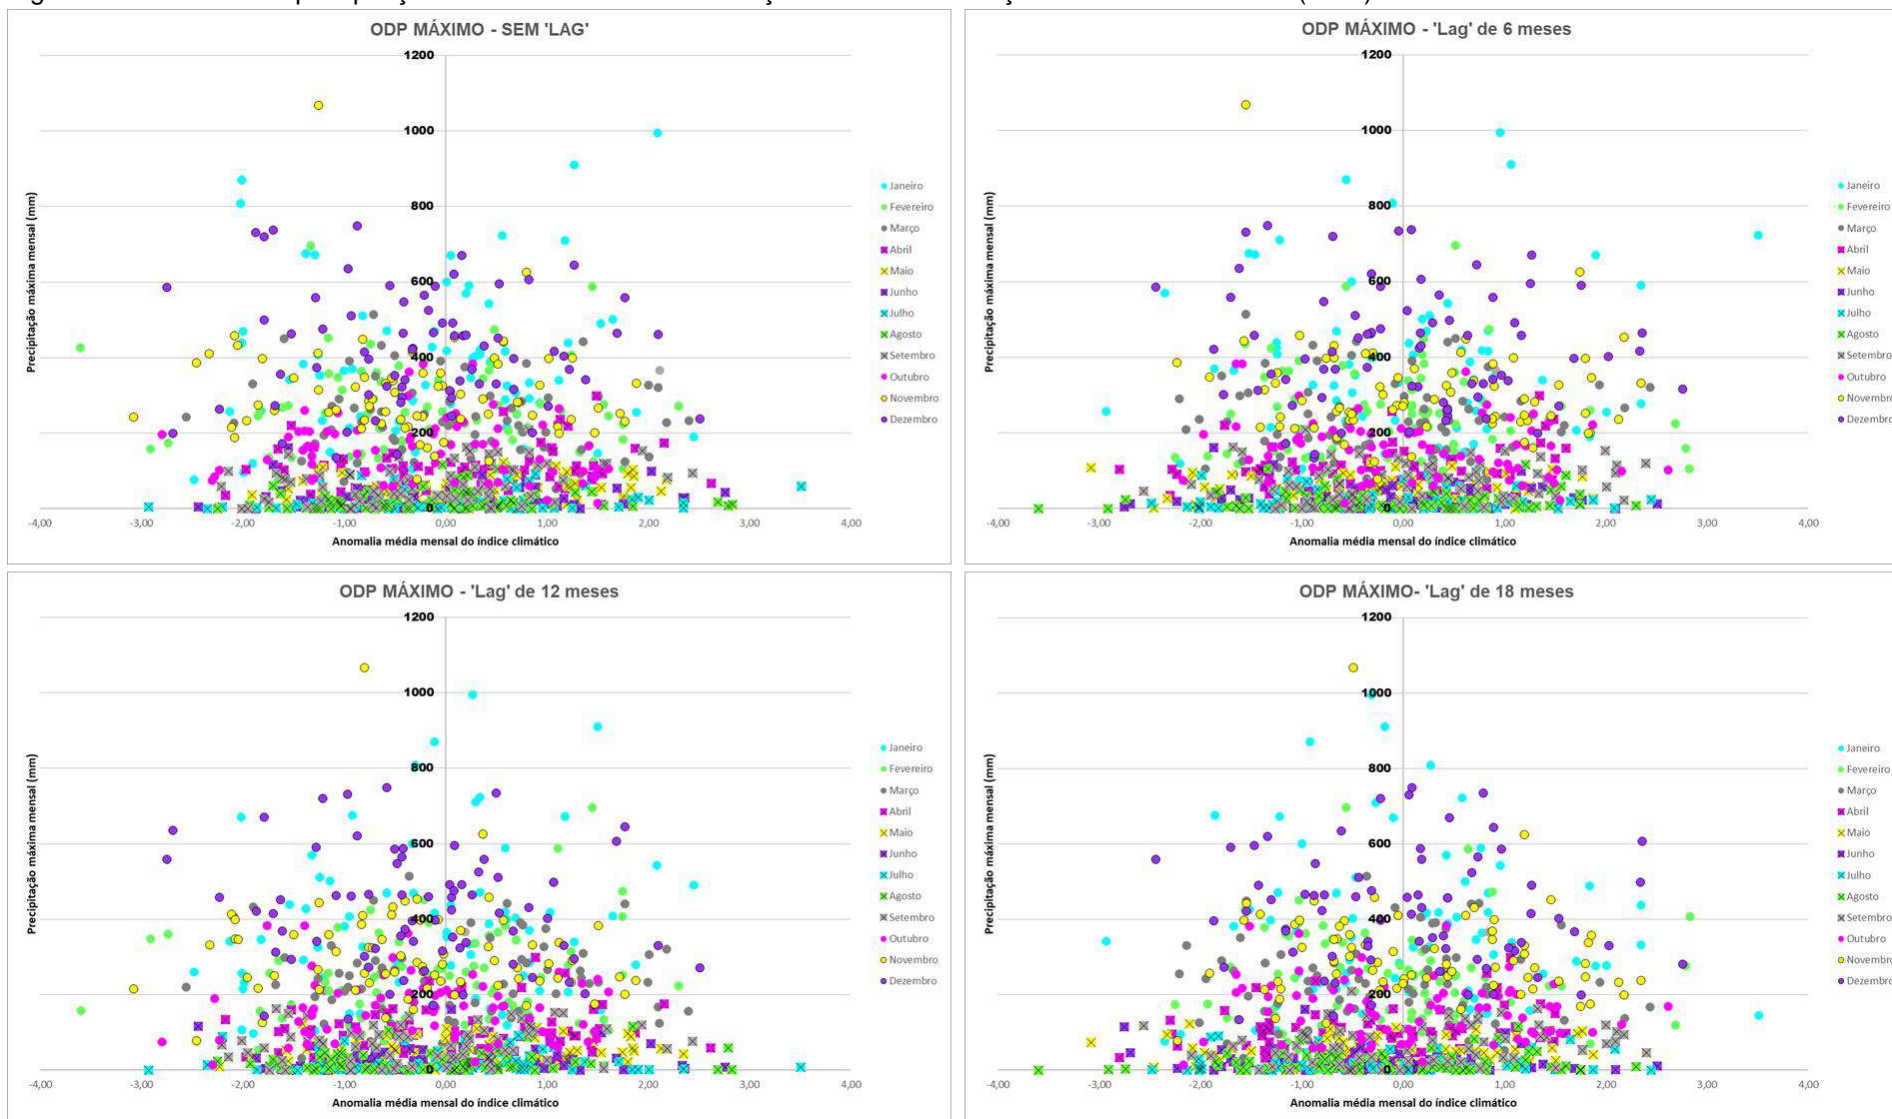 ODP MÁXIMO - SEM 'LAG'
1200
1000
800
600
400
200
0
-4,00 -3,00 -2,00 -1,00 0,00 1,00 2,00 3,00 4,00
Precipitação máxima mensal (mm)
Anomalia média mensal do índice climático
Janeiro
Fevereiro
Março
Abril
Maio
Junho
Julho
Agosto
Setembro
Outubro
Novembro
Dezembro
ODP MÁXIMO - 'Lag' de 6 meses
1200
1000
800
600
400
200
0
-4,00 -3,00 -2,00 -1,00 0,00 1,00 2,00 3,00 4,00
Precipitação máxima mensal (mm)
Anomalia média mensal do índice climático
Janeiro
Fevereiro
Março
Abril
Maio
Junho
Julho
Agosto
Setembro
Outubro
Novembro
Dezembro
ODP MÁXIMO - 'Lag' de 12 meses
1200
1000
800
600
400
200
0
-4,00 -3,00 -2,00 -1,00 0,00 1,00 2,00 3,00 4,00
Precipitação máxima mensal (mm)
Anomalia média mensal do índice climático
Janeiro
Fevereiro
Março
Abril
Maio
Junho
Julho
Agosto
Setembro
Outubro
Novembro
Dezembro
ODP MÁXIMO- 'Lag' de 18 meses
1200
1000
800
600
400
200
0
-4,00 -3,00 -2,00 -1,00 0,00 1,00 2,00 3,00 4,00
Precipitação máxima mensal (mm)
Anomalia média mensal do índice climático
Janeiro
Fevereiro
Março
Abril
Maio
Junho
Julho
Agosto
Setembro
Outubro
Novembro
Dezembro